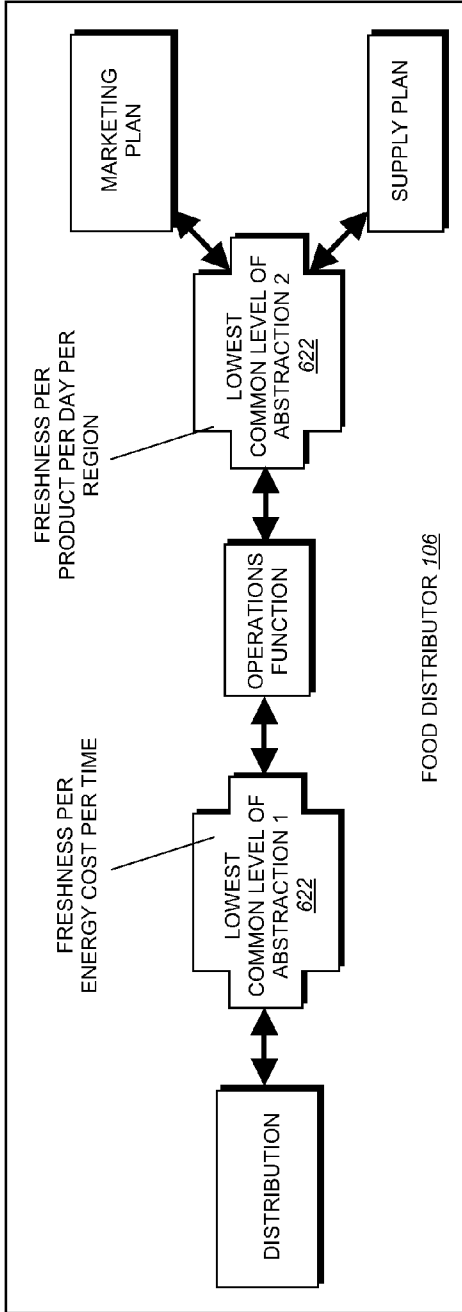 FRESHNESS PER
ENERGY COST PER TIME
FRESHNESS PER
PRODUCT PER DAY PER
REGION
DISTRIBUTION
LOWEST
COMMON LEVEL OF
ABSTRACTION 1
622
OPERATIONS
FUNCTION
LOWEST
COMMON LEVEL OF
ABSTRACTION 2
622
MARKETING
PLAN
SUPPLY PLAN
FOOD DISTRIBUTOR 106